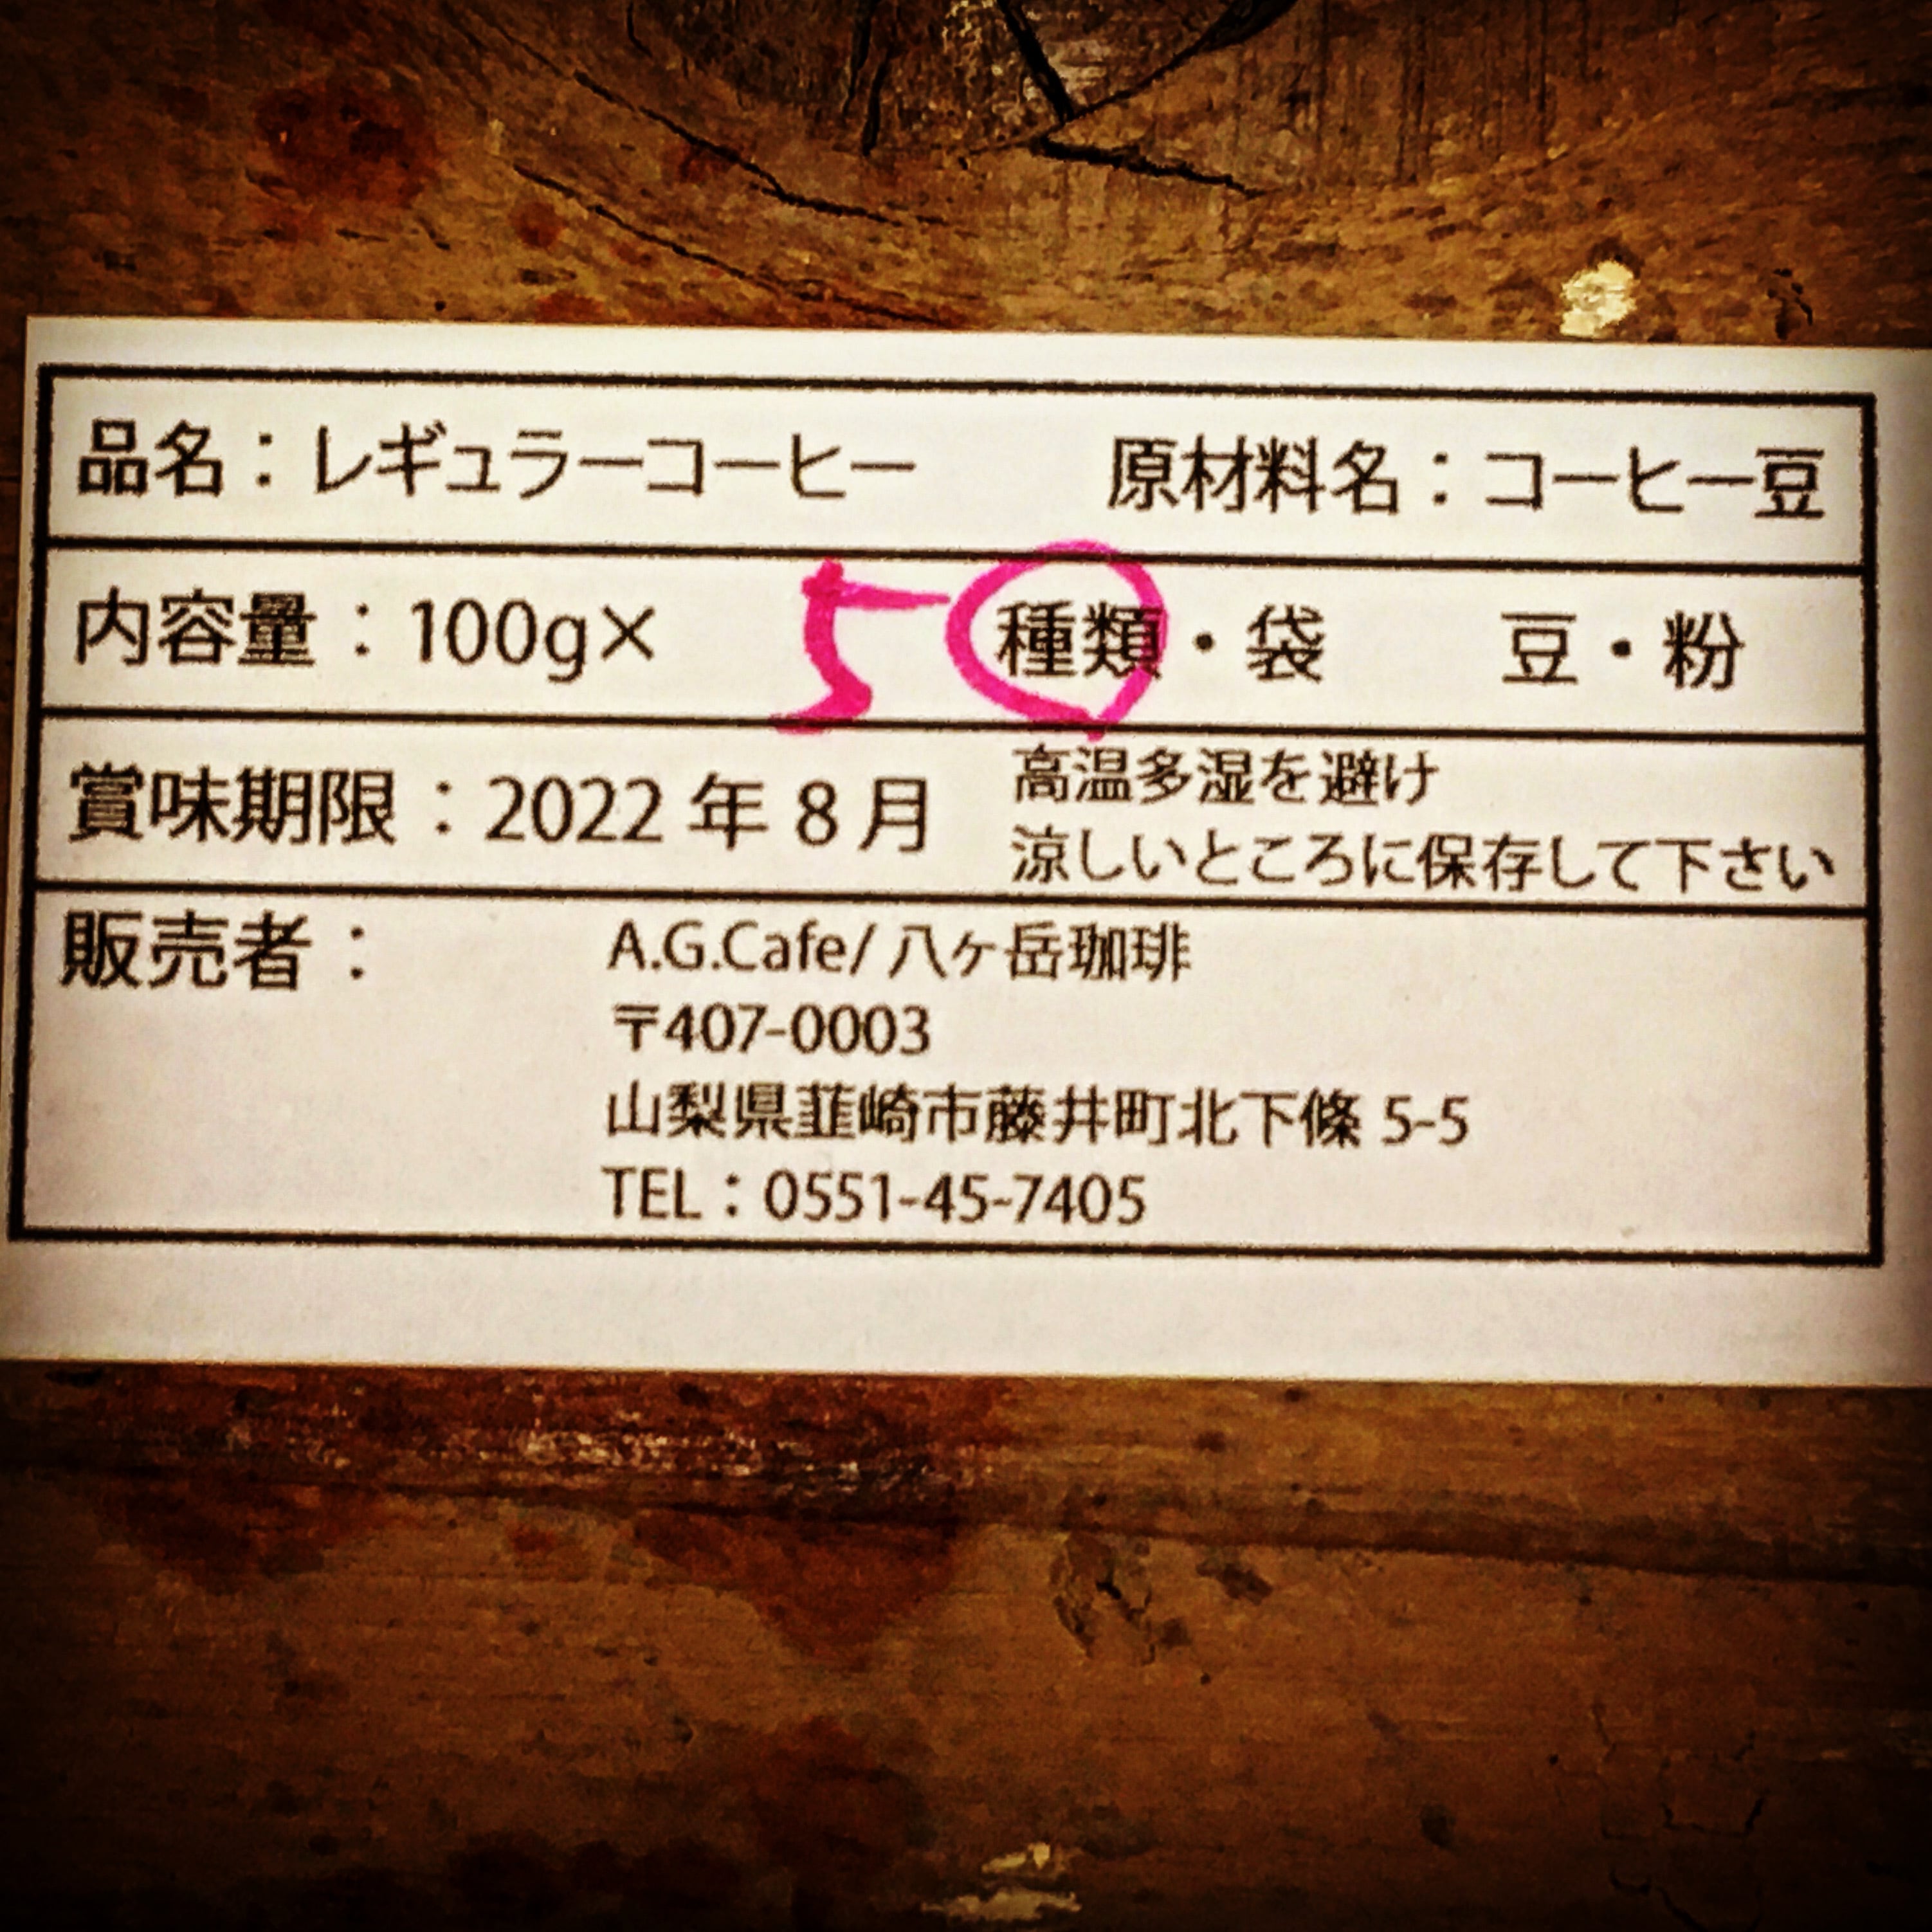 品名：レギュラーコーヒー 原材料名：コーヒー豆
内容量：100g× 5 種類・袋 豆・粉
賞味期限：2022年8月 高温多湿を避け
涼しいところに保存して下さい
販売者： A.G.Cafe/八ヶ岳珈琲
〒407-0003
山梨県韮崎市藤井町北下條 5-5
TEL：0551-45-7405